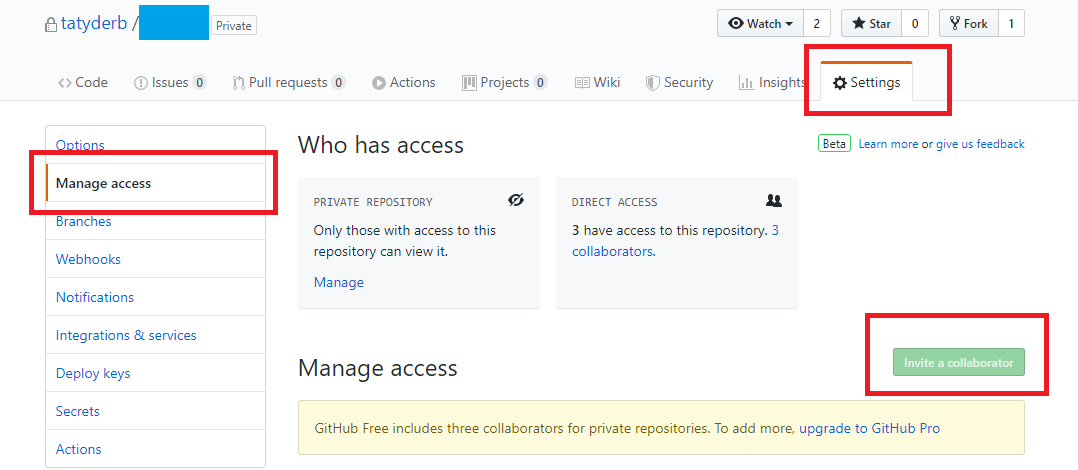 tatyderb / Private
Watch 2 Star 0 Fork 1
Code Issues 0 Pull requests 0 Actions Projects 0 Wiki Security Insights Settings
Options
Manage access
Branches
Webhooks
Notifications
Integrations & services
Deploy keys
Secrets
Actions
Who has access
Beta Learn more or give us feedback
PRIVATE REPOSITORY
Only those with access to this
repository can view it.
Manage
DIRECT ACCESS
3 have access to this repository. 3
collaborators.
Manage access
Invite a collaborator
GitHub Free includes three collaborators for private repositories. To add more, upgrade to GitHub Pro